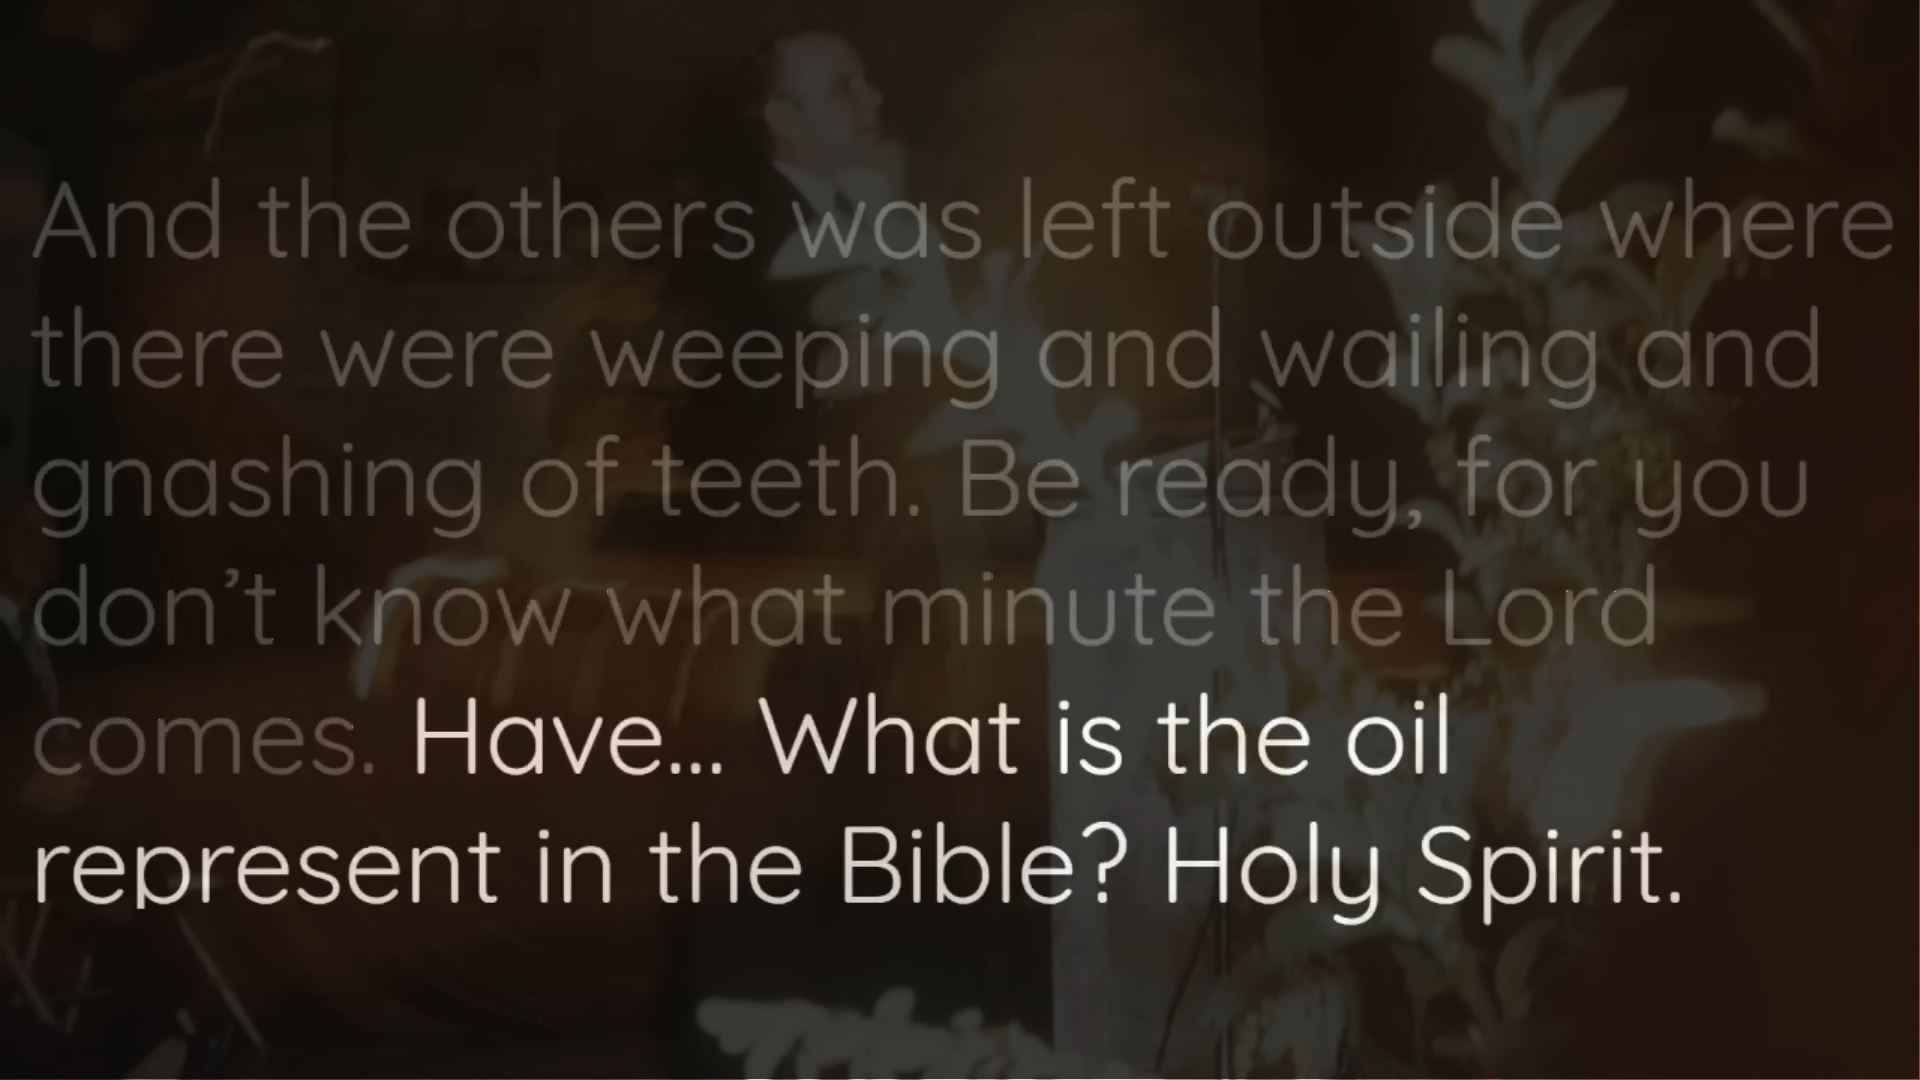 And the others was left outside where
there were weeping and wailing and
gnashing of teeth. Be ready, for you
don’t know what minute the Lord
comes. Have... What is the oil
represent in the Bible? Holy Spirit.